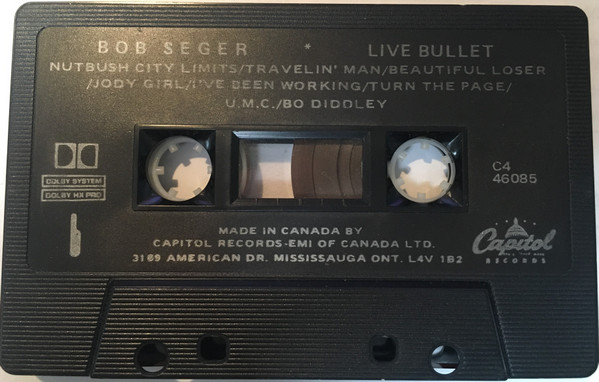 BOB SEGER * LIVE BULLET
NUTBUSH CITY LIMITS/TRAVELIN' MAN/BEAUTIFUL LOSER
/JODY GIRL/I'VE BEEN WORKING/TURN THE PAGE/
U.M.C./BO DIDDLEY
DOLBY SYSTEM
DOLBY HX PRO
C4
46085
1
MADE IN CANADA BY
CAPITOL RECORDS-EMI OF CANADA LTD.
3109 AMERICAN DR. MISSISSAUGA ONT. L4V 1B2
Capitol
RECORDS